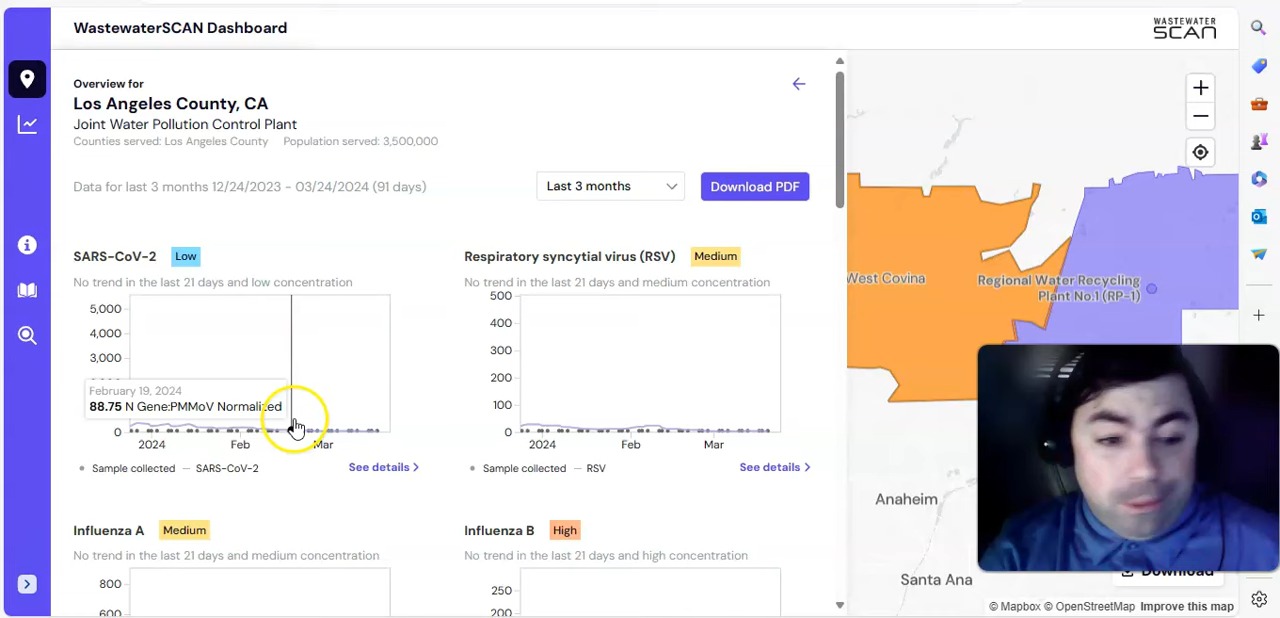 WastewaterSCAN Dashboard
WASTEWATER
SCAN
Overview for
Los Angeles County, CA
Joint Water Pollution Control Plant
Counties served: Los Angeles County Population served: 3,500,000
Data for last 3 months 12/24/2023 - 03/24/2024 (91 days)
Last 3 months
Download PDF
SARS-CoV-2 Low
No trend in the last 21 days and low concentration
5,000
4,000
3,000
February 19, 2024
88.75 N Gene:PMMoV Normalized
0
2024 Feb Mar
Sample collected SARS-CoV-2
See details
Respiratory syncytial virus (RSV) Medium
No trend in the last 21 days and medium concentration
500
400
300
200
100
0
2024 Feb Mar
Sample collected RSV
See details
Influenza A Medium
No trend in the last 21 days and medium concentration
800
600
Influenza B High
No trend in the last 21 days and high concentration
250
200
West Covina
Regional Water Recycling
Plant No.1 (RP-1)
Anaheim
Santa Ana
Download
© Mapbox © OpenStreetMap Improve this map